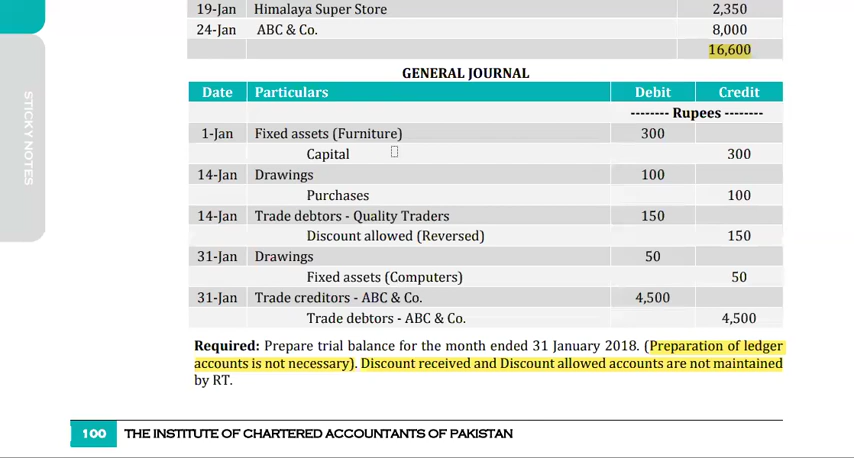 19-Jan Himalaya Super Store 2,350
24-Jan ABC & Co. 8,000
16,600
GENERAL JOURNAL
Date Particulars Debit Credit
-------- Rupees --------
1-Jan Fixed assets (Furniture) 300
Capital 300
14-Jan Drawings 100
Purchases 100
14-Jan Trade debtors - Quality Traders 150
Discount allowed (Reversed) 150
31-Jan Drawings 50
Fixed assets (Computers) 50
31-Jan Trade creditors - ABC & Co. 4,500
Trade debtors - ABC & Co. 4,500
Required: Prepare trial balance for the month ended 31 January 2018. (Preparation of ledger
accounts is not necessary). Discount received and Discount allowed accounts are not maintained
by RT.
100 THE INSTITUTE OF CHARTERED ACCOUNTANTS OF PAKISTAN
STICKY NOTES